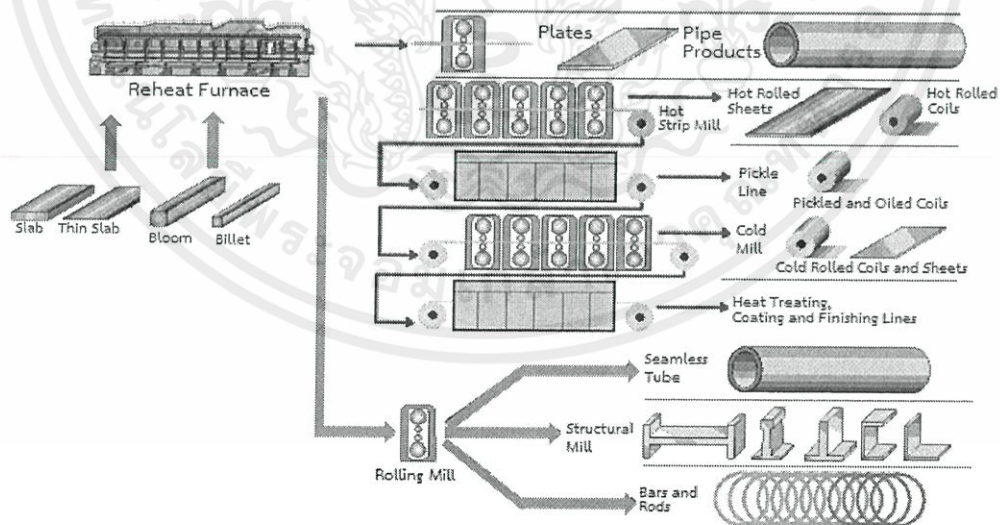 Reheat Furnace
Slab
Thin Slab
Bloom
Billet
Plates
Pipe
Products
Hot
Strip Mill
Hot Rolled
Sheets
Hot Rolled
Coils
Pickle
Line
Pickled and Oiled Coils
Cold
Mill
Cold Rolled Coils and Sheets
Heat Treating,
Coating and Finishing Lines
Rolling Mill
Seamless
Tube
Structural
Mill
Bars and
Rods